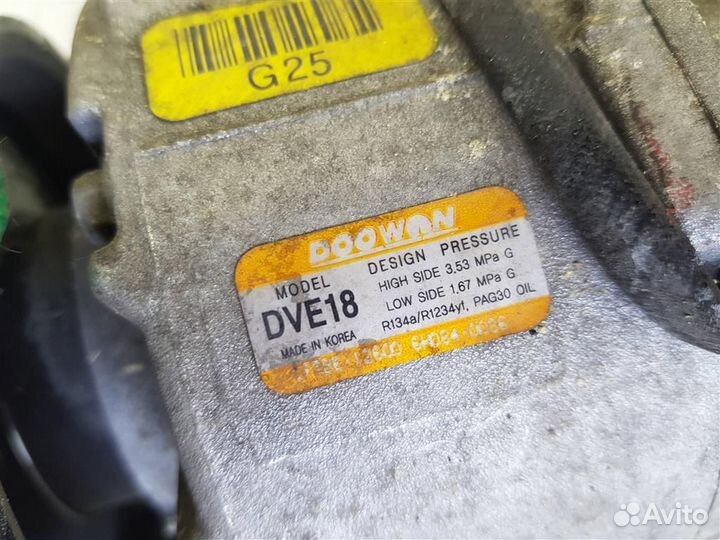 G25
DOOWON
MODEL DESIGN PRESSURE
DVE18 HIGH SIDE 3.53 MPa G
LOW SIDE 1.67 MPa G
MADE IN KOREA R134a/R1234yf, PAG30 OIL
Avito